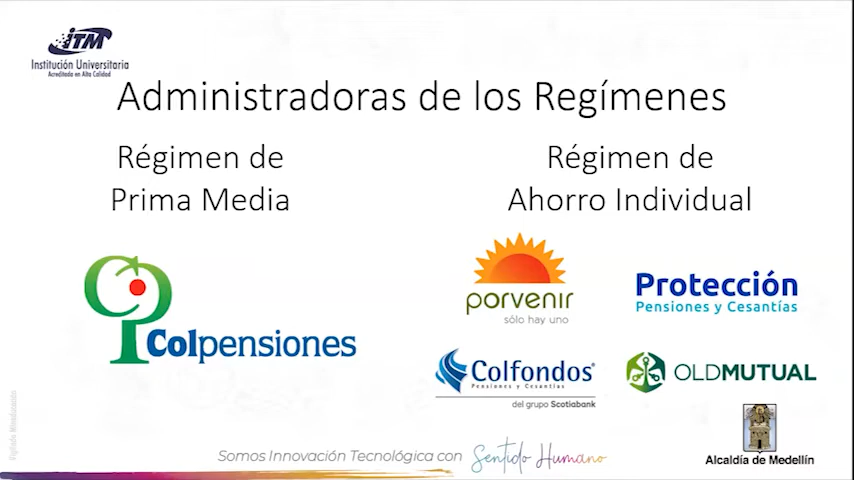 iTM
Institución Universitaria
Acreditada en Alta Calidad
Administradoras de los Regímenes
Régimen de
Prima Media
Régimen de
Ahorro Individual
Colpensiones
porvenir
sólo hay uno
Protección
Pensiones y Cesantías
Colfondos
Pensiones y Cesantías
del grupo Scotiabank
OLDMUTUAL
Somos Innovación Tecnológica con Sentido Humano
Alcaldía de Medellín